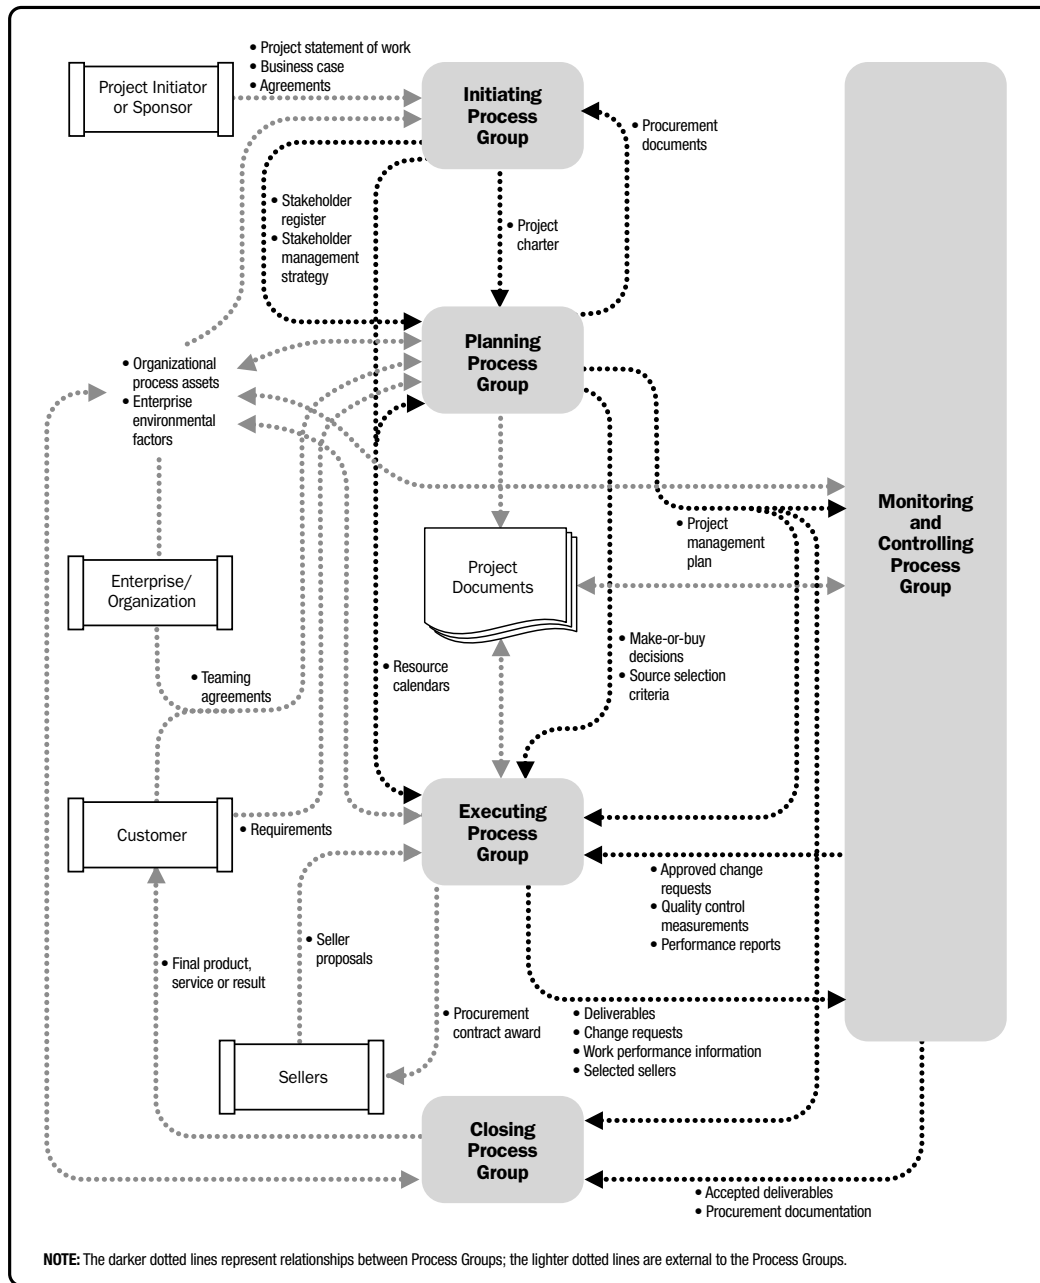 • Project statement of work
• Business case
• Agreements
Project Initiator
or Sponsor
Initiating
Process
Group
• Procurement
documents
• Stakeholder
register
• Stakeholder
management
strategy
• Project
charter
Planning
Process
Group
• Organizational
process assets
• Enterprise
environmental
factors
Monitoring
and
Controlling
Process
Group
• Project
management
plan
Project
Documents
Enterprise/
Organization
• Make-or-buy
decisions
• Source selection
criteria
• Resource
calendars
• Teaming
agreements
Executing
Process
Group
Customer
• Requirements
• Approved change
requests
• Quality control
measurements
• Performance reports
• Seller
proposals
• Final product,
service or result
• Procurement
contract award
• Deliverables
• Change requests
• Work performance information
• Selected sellers
Sellers
Closing
Process
Group
• Accepted deliverables
• Procurement documentation
NOTE: The darker dotted lines represent relationships between Process Groups; the lighter dotted lines are external to the Process Groups.